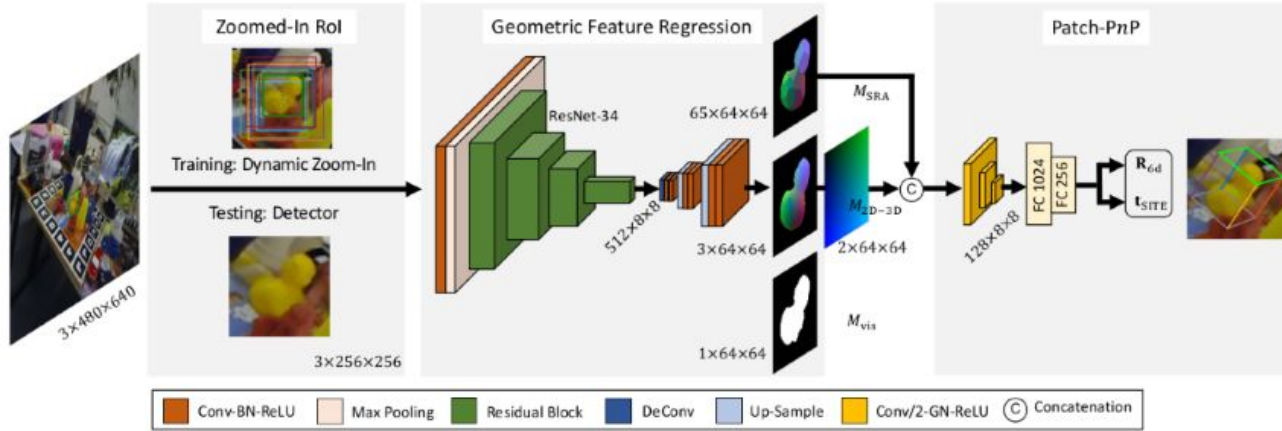 Zoomed-In RoI
Geometric Feature Regression
Patch-PnP
ResNet-34
65×64×64
M_SRA
Training: Dynamic Zoom-In
Testing: Detector
3×480×640
3×256×256
512×8×8
3×64×64
M_2D−3D
2×64×64
C
128×8×8
FC 1024
FC 256
R_6d
t_SITE
1×64×64
M_vis
Conv-BN-ReLU
Max Pooling
Residual Block
DeConv
Up-Sample
Conv/2-GN-ReLU
C Concatenation